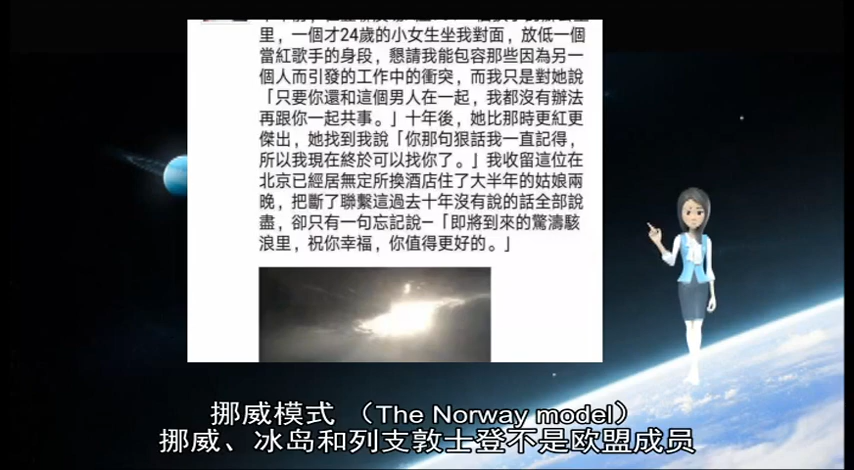 里，一個才24歲的小女生坐我對面，放低一個
當紅歌手的身段，懇請我能包容那些因為另一
個人而引發的工作中的衝突，而我只是對她說
「只要你還和這個男人在一起，我都沒有辦法
再跟你一起共事。」十年後，她比那時更紅更
傑出，她找到我說「你那句狠話我一直記得，
所以我現在終於可以找你了。」我收留這位在
北京已經居無定所換酒店住了大半年的姑娘兩
晚，把斷了聯繫這過去十年沒有說的話全部說
盡，卻只有一句忘記說—「即將到來的驚濤駭
浪里，祝你幸福，你值得更好的。」
挪威模式 （The Norway model）
挪威、冰岛和列支敦士登不是欧盟成员